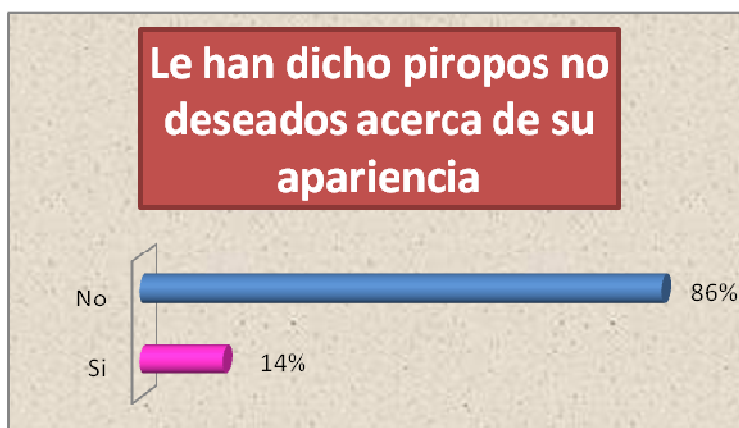 Le han dicho piropos no
deseados acerca de su
apariencia
No
86%
Si
14%